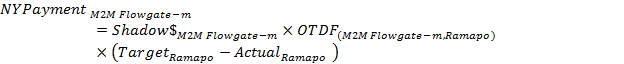 NYPayment M2M Flowgate−m
= Shadow$M2M Flowgate−m × OTDF(M2M Flowgate−m,Ramapo)
× (TargetRamapo − ActualRamapo )